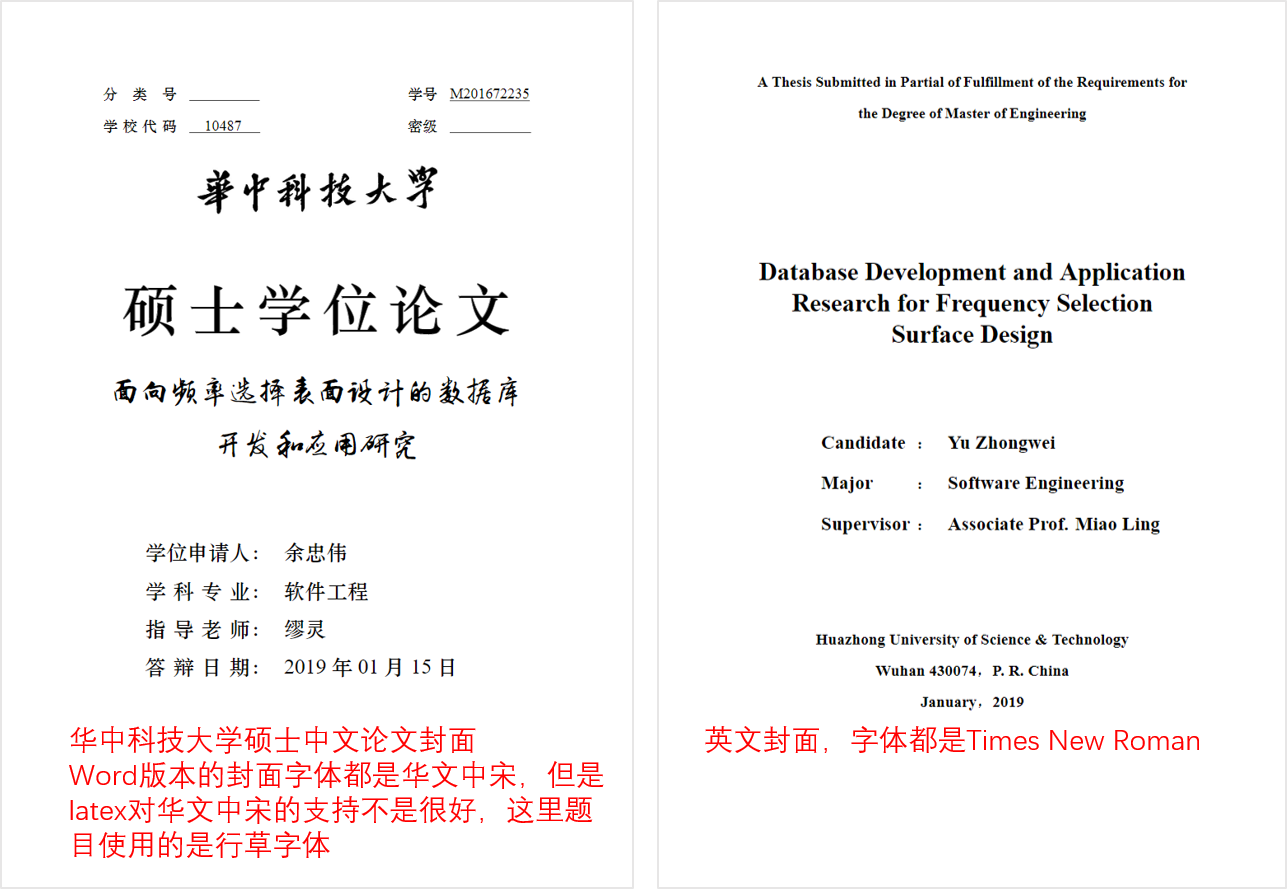 分 类 号
学号 M201672235
学校代码 10487
密级
華中科技大学
硕士学位论文
面向频率选择表面设计的数据库
开发和应用研究
学位申请人： 余忠伟
学 科 专 业： 软件工程
指 导 老 师： 缪灵
答 辩 日 期： 2019 年 01 月 15 日
华中科技大学硕士中文论文封面
Word版本的封面字体都是华文中宋，但是
latex对华文中宋的支持不是很好，这里题
目使用的是行草字体
A Thesis Submitted in Partial of Fulfillment of the Requirements for
the Degree of Master of Engineering
Database Development and Application
Research for Frequency Selection
Surface Design
Candidate ： Yu Zhongwei
Major ： Software Engineering
Supervisor ： Associate Prof. Miao Ling
Huazhong University of Science & Technology
Wuhan 430074，P. R. China
January，2019
英文封面，字体都是Times New Roman